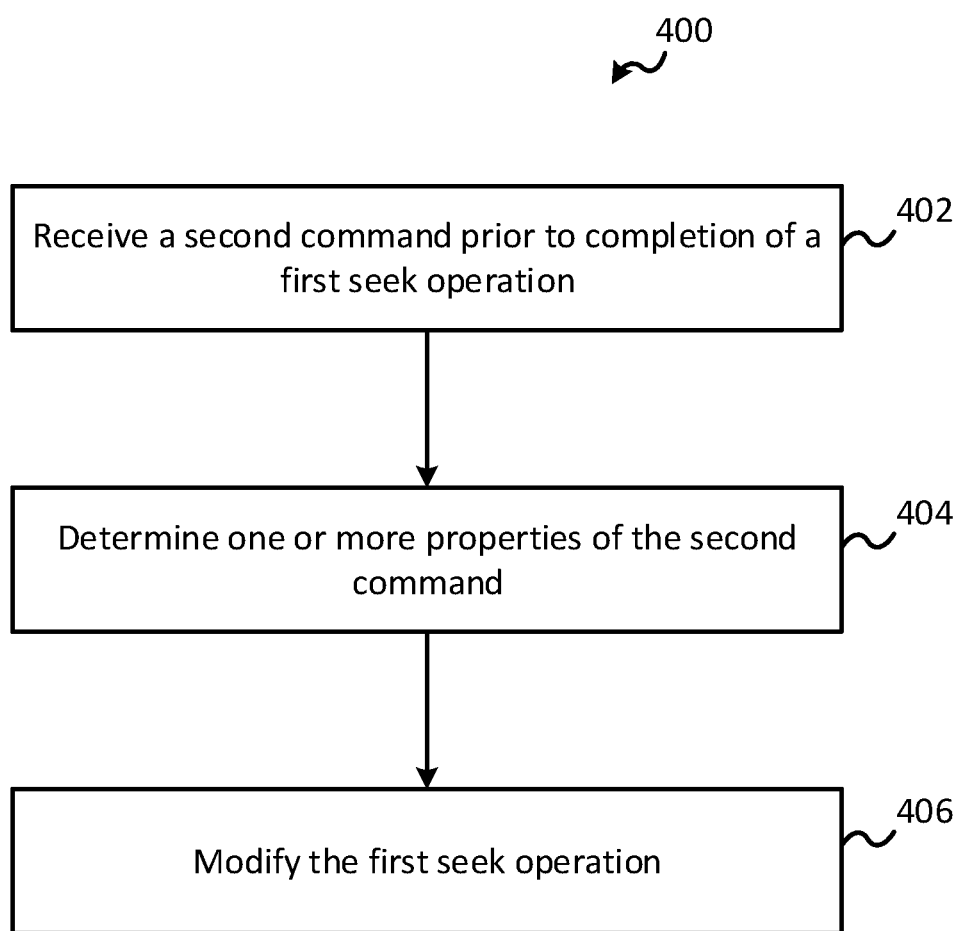 400
402
Receive a second command prior to completion of a
first seek operation
404
Determine one or more properties of the second
command
406
Modify the first seek operation